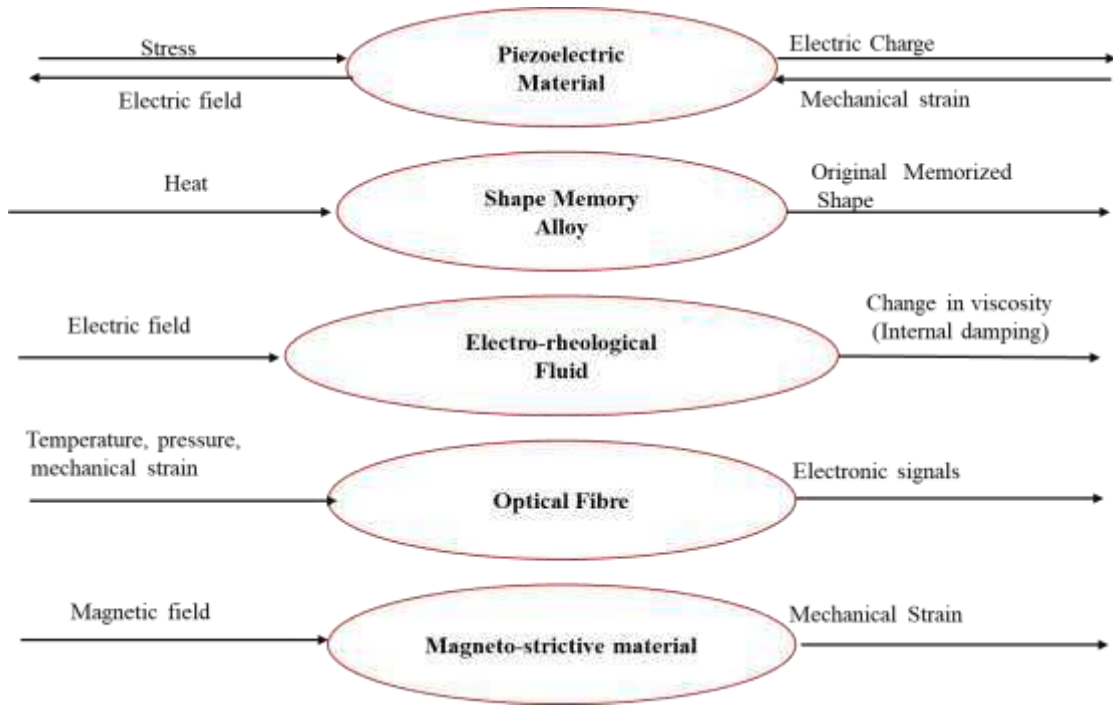 Stress
Electric field
Piezoelectric
Material
Electric Charge
Mechanical strain
Heat
Shape Memory
Alloy
Original Memorized
Shape
Electric field
Electro-rheological
Fluid
Change in viscosity
(Internal damping)
Temperature, pressure,
mechanical strain
Optical Fibre
Electronic signals
Magnetic field
Magneto-strictive material
Mechanical Strain